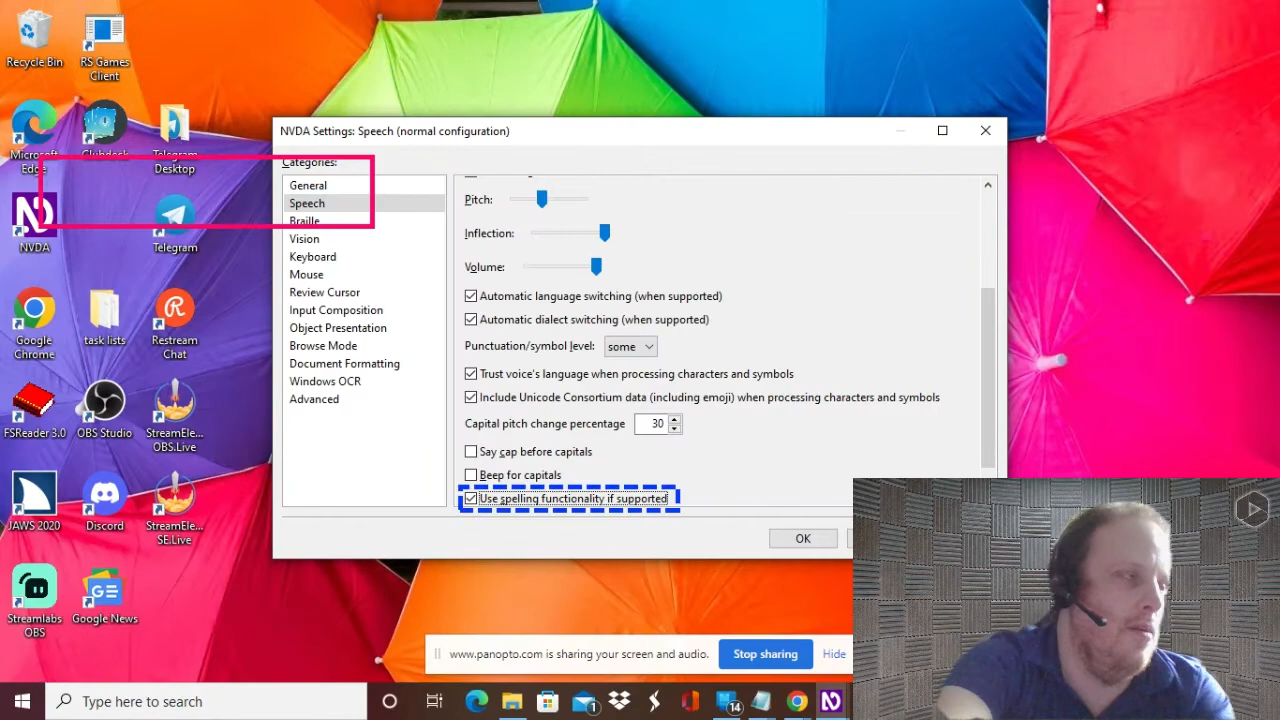 Recycle Bin
RS Games
Client
Microsoft
Edge
Clubdeck
Telegram
Desktop
NVDA
Telegram
Google
Chrome
task lists
Restream
Chat
FSReader 3.0
OBS Studio
StreamEle...
OBS.Live
JAWS 2020
Discord
StreamEle...
SE.Live
Streamlabs
OBS
Google News
NVDA Settings: Speech (normal configuration)
Categories:
General
Speech
Braille
Vision
Keyboard
Mouse
Review Cursor
Input Composition
Object Presentation
Browse Mode
Document Formatting
Windows OCR
Advanced
Pitch:
Inflection:
Volume:
Automatic language switching (when supported)
Automatic dialect switching (when supported)
Punctuation/symbol level: some
Trust voice's language when processing characters and symbols
Include Unicode Consortium data (including emoji) when processing characters and symbols
Capital pitch change percentage 30
Say cap before capitals
Beep for capitals
Use spelling functionality if supported
OK
www.panopto.com is sharing your screen and audio. Stop sharing Hide
Type here to search
1
14